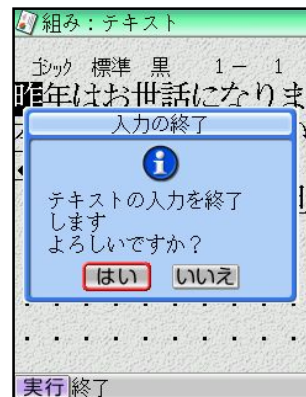 組み：テキスト
ｺﾞｼｯｸ 標準 黒 1－ 1
昨年はお世話になりま
入力の終了
テキストの入力を終了
します
よろしいですか？
はい いいえ
実行 終了